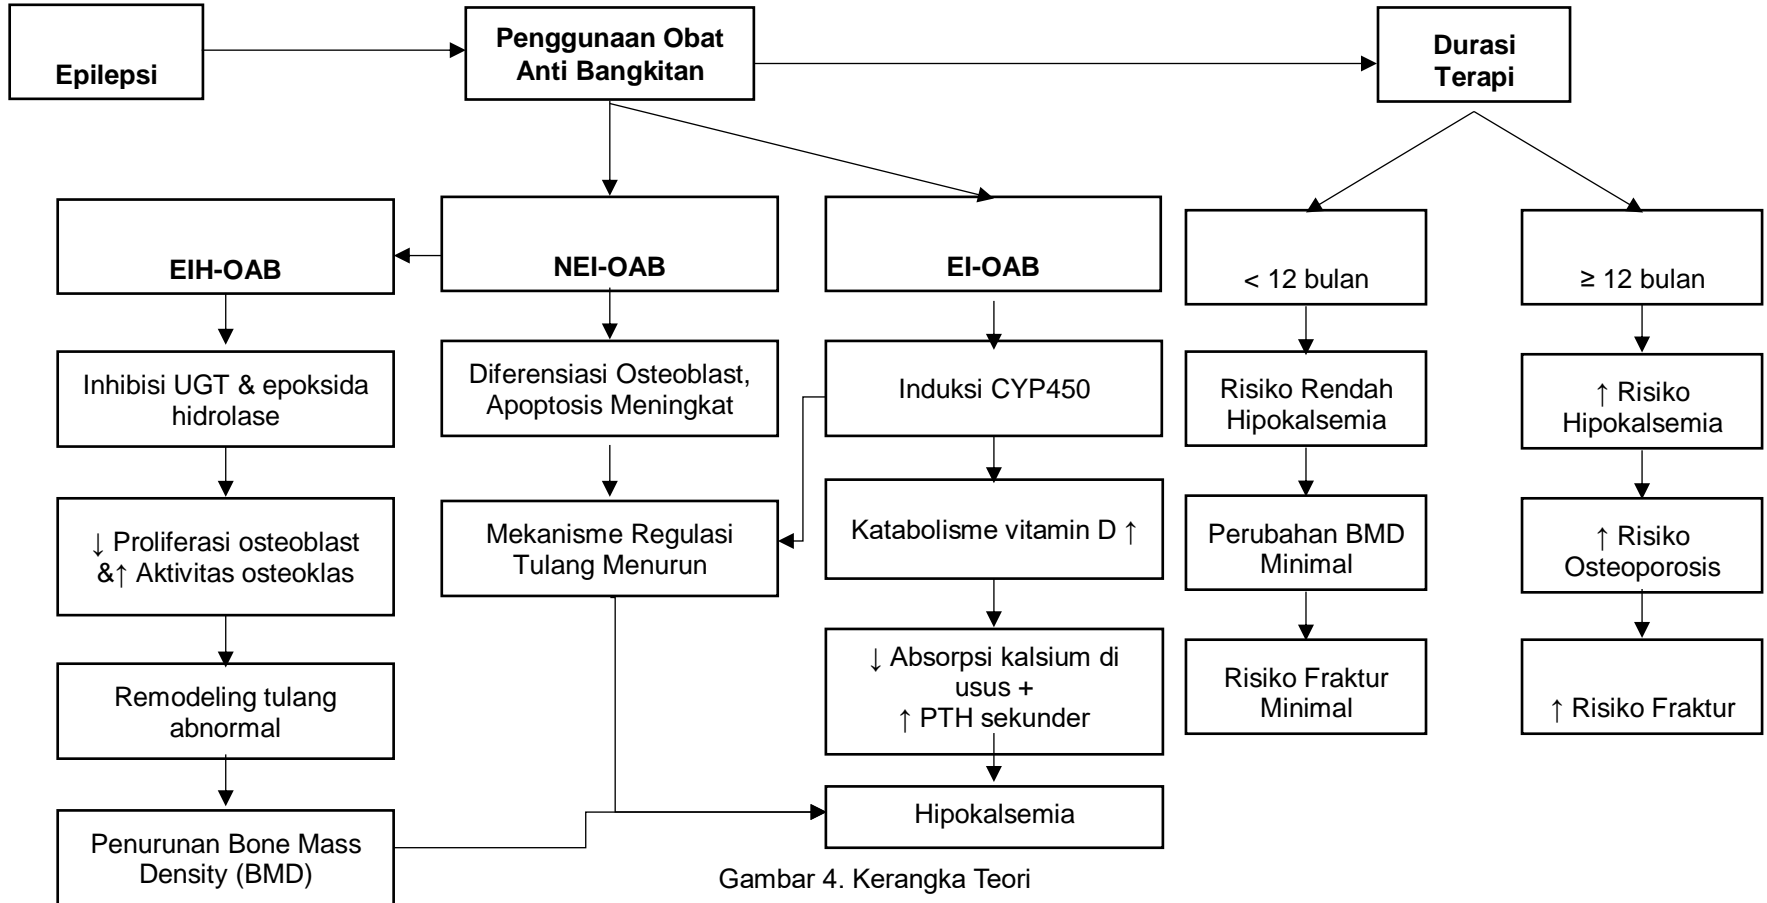 Epilepsi
Penggunaan Obat
Anti Bangkitan
Durasi
Terapi
EIH-OAB
NEI-OAB
EI-OAB
< 12 bulan
≥ 12 bulan
Inhibisi UGT & epoksida
hidrolase
Diferensiasi Osteoblast,
Apoptosis Meningkat
Induksi CYP450
Risiko Rendah
Hipokalsemia
↑ Risiko
Hipokalsemia
↓ Proliferasi osteoblast
&↑ Aktivitas osteoklas
Mekanisme Regulasi
Tulang Menurun
Katabolisme vitamin D ↑
Perubahan BMD
Minimal
↑ Risiko
Osteoporosis
Remodeling tulang
abnormal
↓ Absorpsi kalsium di
usus +
↑ PTH sekunder
Risiko Fraktur
Minimal
↑ Risiko Fraktur
Penurunan Bone Mass
Density (BMD)
Hipokalsemia
Gambar 4. Kerangka Teori